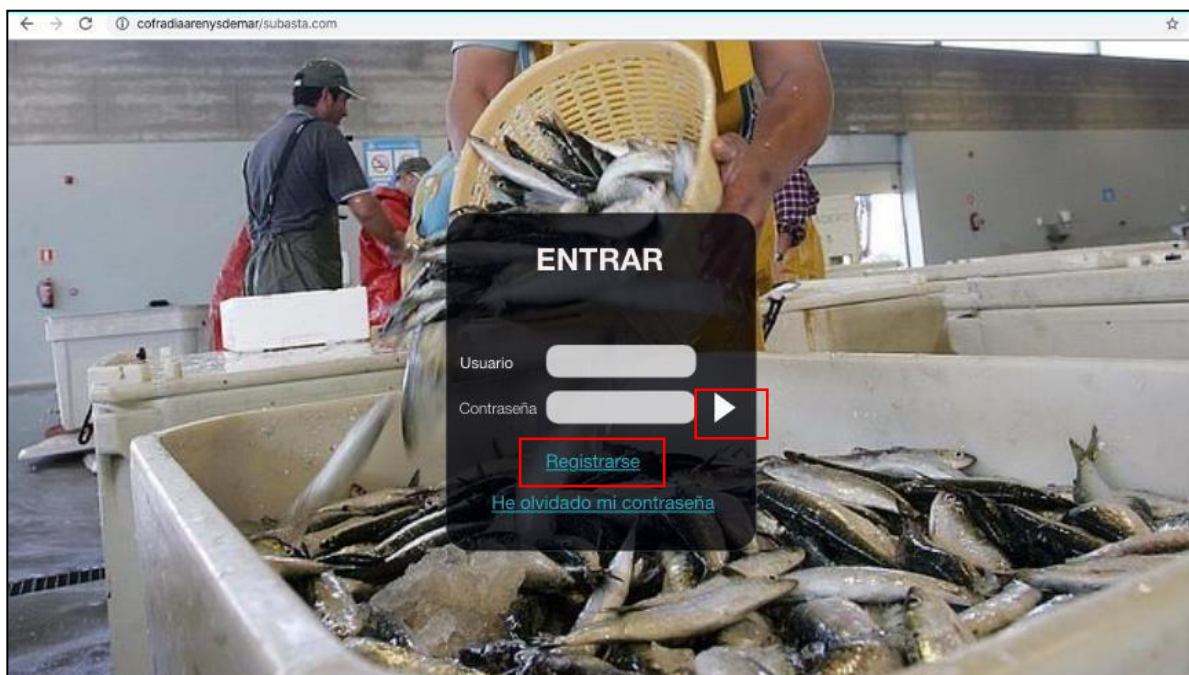 cofradiaarenysdemar/subasta.com
ENTRAR
Usuario
Contraseña
Registrarse
He olvidado mi contraseña